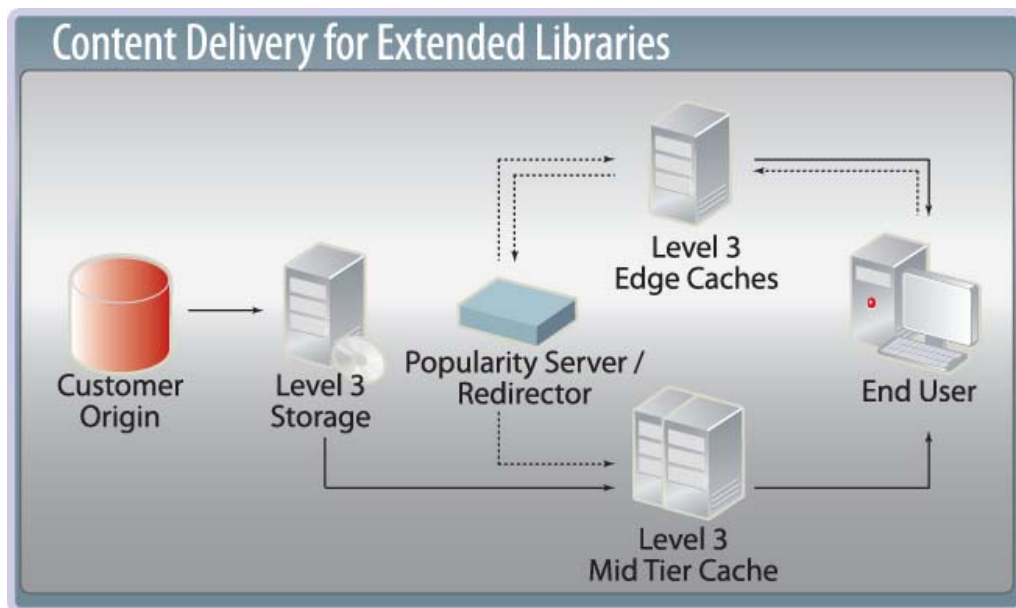 Content Delivery for Extended Libraries
Level 3
Edge Caches
Customer
Origin
Level 3
Storage
Popularity Server /
Redirector
End User
Level 3
Mid Tier Cache